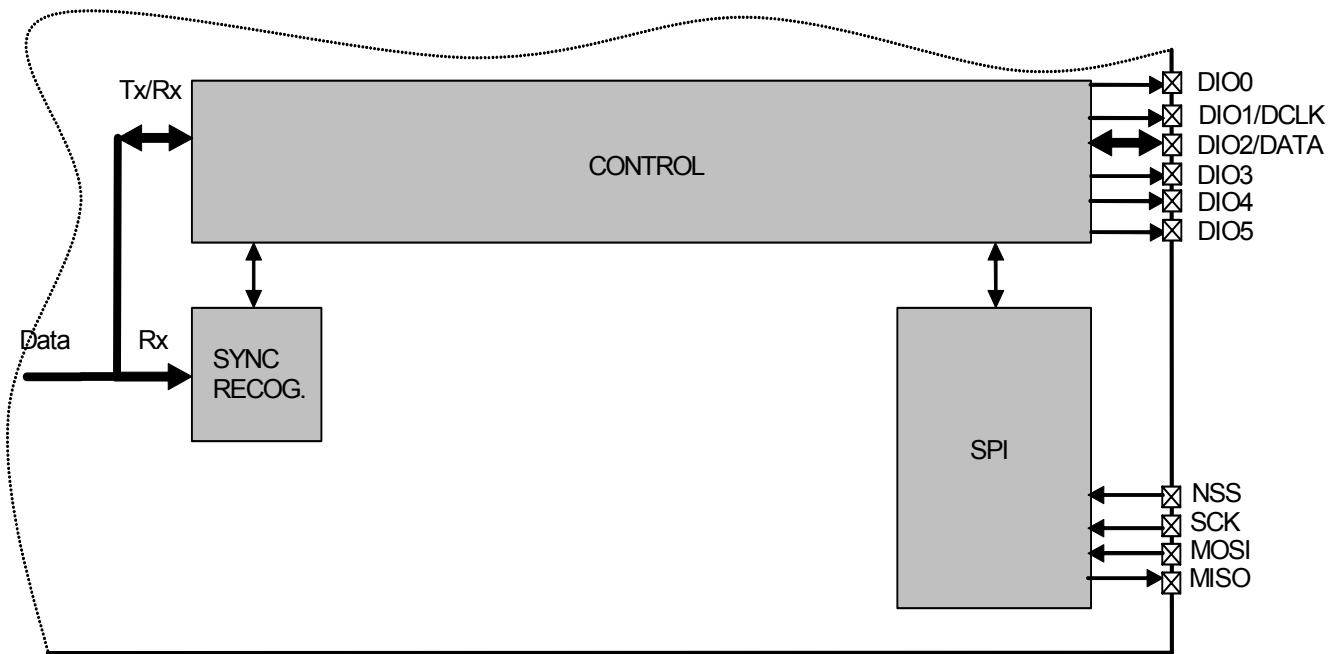 Tx/Rx
CONTROL
DIO0
DIO1/DCLK
DIO2/DATA
DIO3
DIO4
DIO5
Data
Rx
SYNC
RECOG.
SPI
NSS
SCK
MOSI
MISO